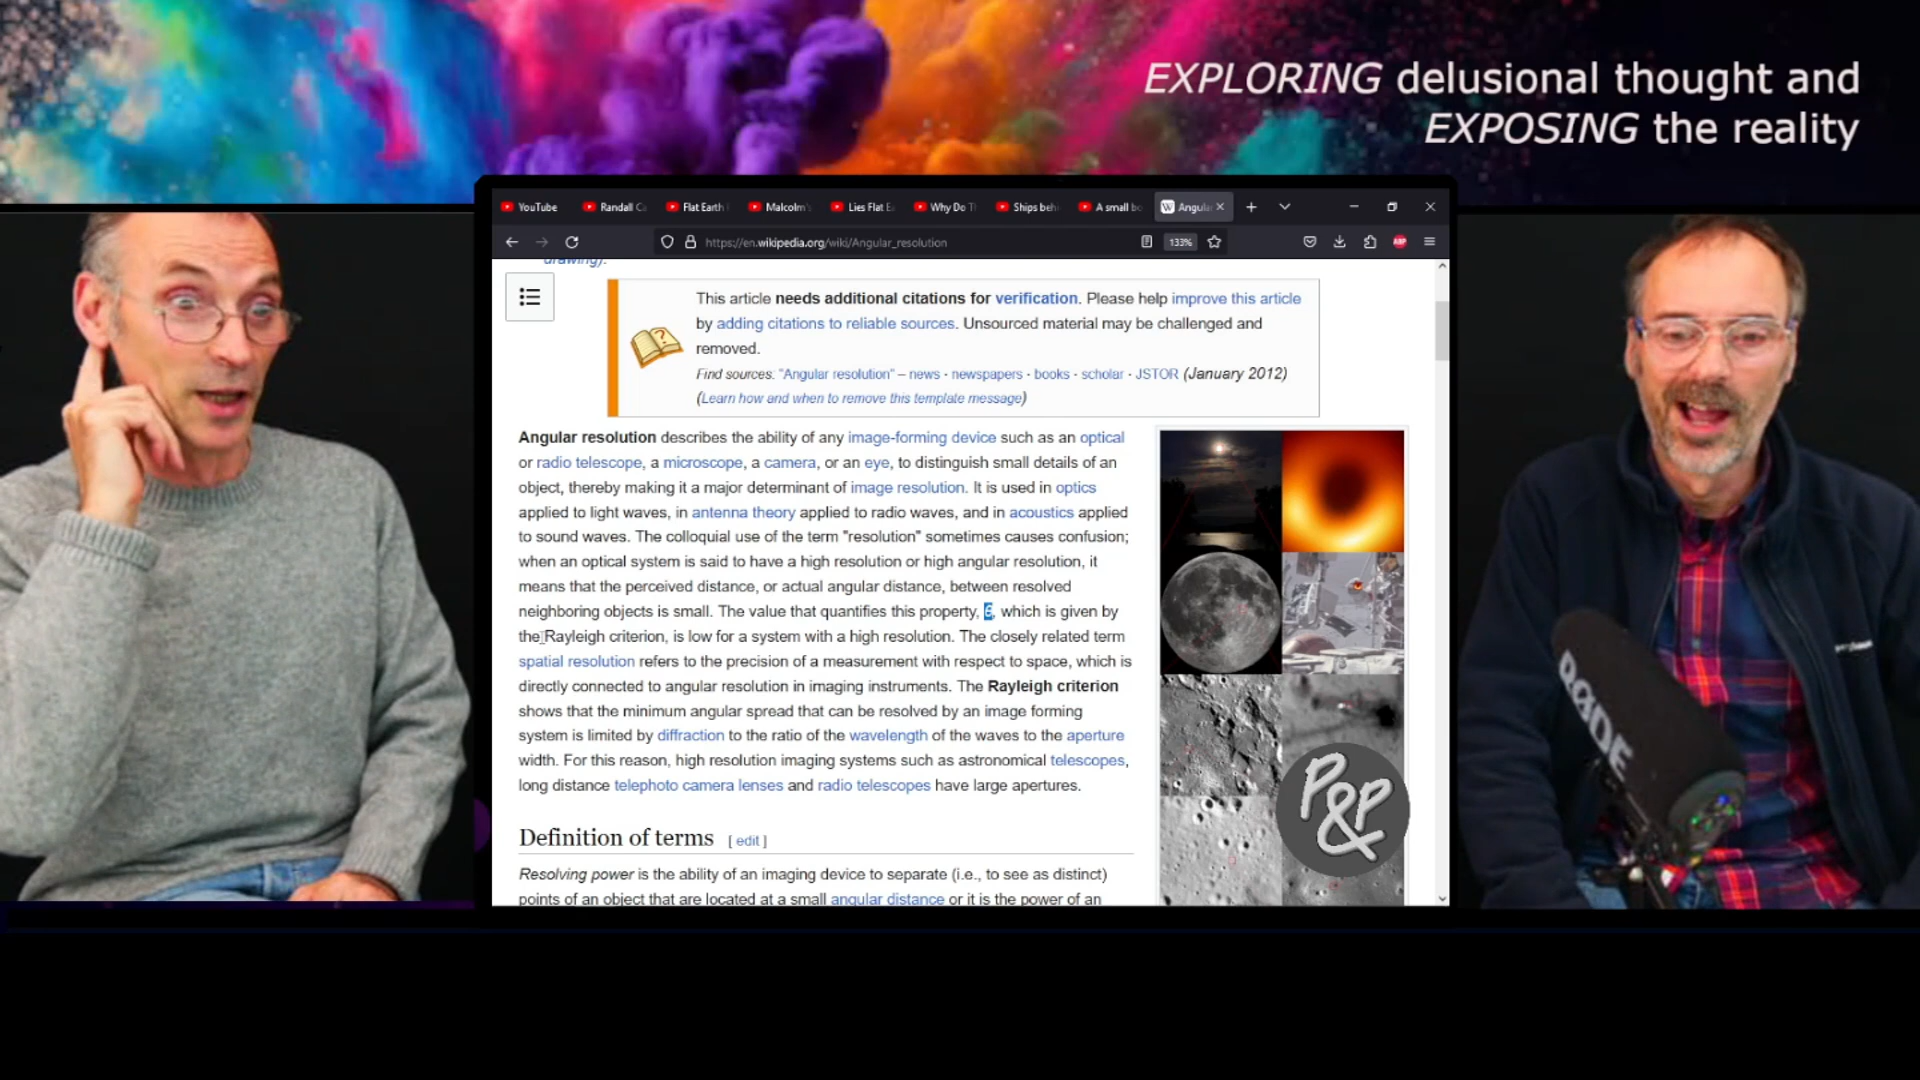 EXPLORING delusional thought and
EXPOSING the reality
YouTube
Randall Ca
Flat Earth
Malcolm's
Lies Flat E
Why Do T
Ships beh
A small bo
Angula
https://en.wikipedia.org/wiki/Angular_resolution
133%
ABP
drawing).
This article needs additional citations for verification. Please help improve this article
by adding citations to reliable sources. Unsourced material may be challenged and
removed.
Find sources: "Angular resolution" – news · newspapers · books · scholar · JSTOR (January 2012)
(Learn how and when to remove this template message)
Angular resolution describes the ability of any image-forming device such as an optical
or radio telescope, a microscope, a camera, or an eye, to distinguish small details of an
object, thereby making it a major determinant of image resolution. It is used in optics
applied to light waves, in antenna theory applied to radio waves, and in acoustics applied
to sound waves. The colloquial use of the term "resolution" sometimes causes confusion;
when an optical system is said to have a high resolution or high angular resolution, it
means that the perceived distance, or actual angular distance, between resolved
neighboring objects is small. The value that quantifies this property, θ, which is given by
the Rayleigh criterion, is low for a system with a high resolution. The closely related term
spatial resolution refers to the precision of a measurement with respect to space, which is
directly connected to angular resolution in imaging instruments. The Rayleigh criterion
shows that the minimum angular spread that can be resolved by an image forming
system is limited by diffraction to the ratio of the wavelength of the waves to the aperture
width. For this reason, high resolution imaging systems such as astronomical telescopes,
long distance telephoto camera lenses and radio telescopes have large apertures.
Definition of terms [ edit ]
Resolving power is the ability of an imaging device to separate (i.e., to see as distinct)
points of an object that are located at a small angular distance or it is the power of an
P&P
RØDE